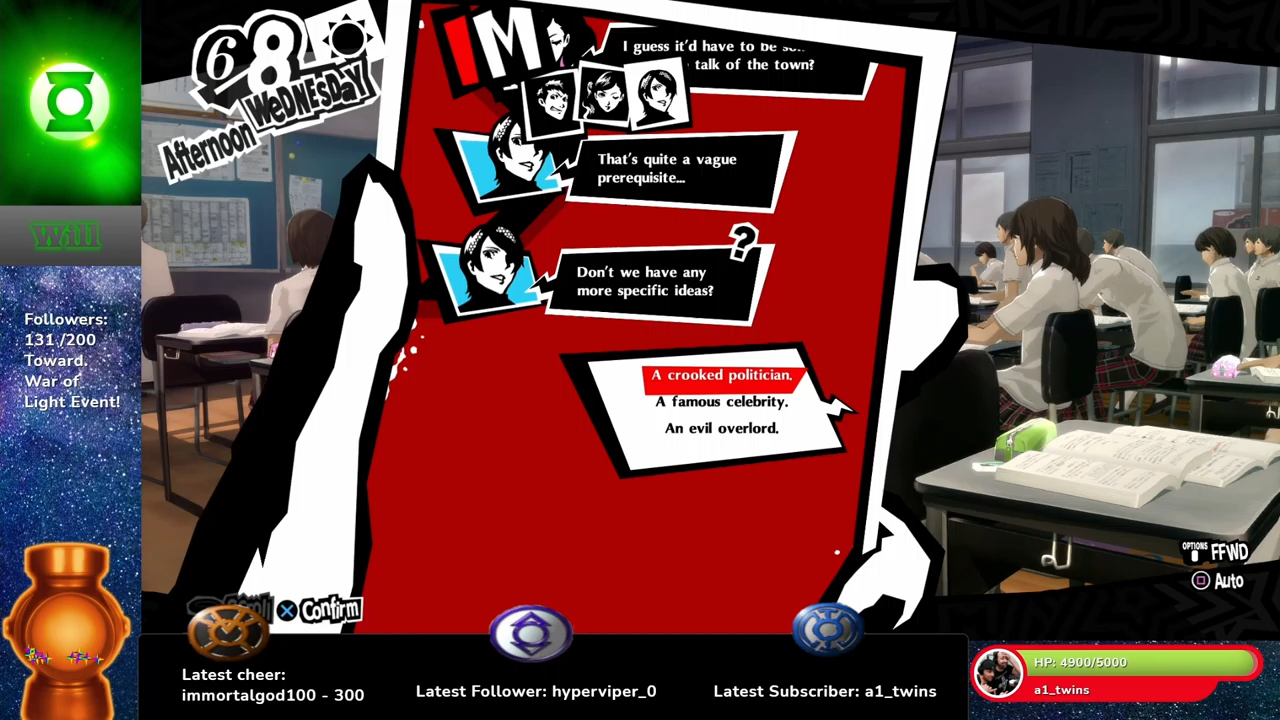 6/8
WEDNESDAY
Afternoon
IM
I guess it'd have to be
talk of the town?
That's quite a vague
prerequisite...
?
Don't we have any
more specific ideas?
A crooked politician.
A famous celebrity.
An evil overlord.
Will
Followers:
131./200
Toward.
War of
Light Event!
OPTIONS FFWD
Auto
Confirm
Latest cheer:
immortalgod100 - 300
Latest Follower: hyperviper_0
Latest Subscriber: a1_twins
HP: 4900/5000
a1_twins